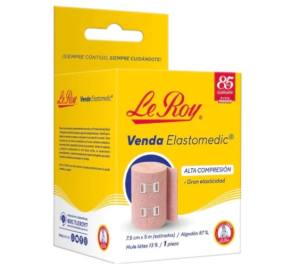 ¡SIEMPRE CONTIGO, SIEMPRE CUIDÁNDOTE!
85
Le Roy®
Venda Elastomedic®
ALTA COMPRESIÓN
• Gran elasticidad
7.5 cm x 5 m (estirados) / Algodón 87 %
Hule látex 13 % / 1 pieza